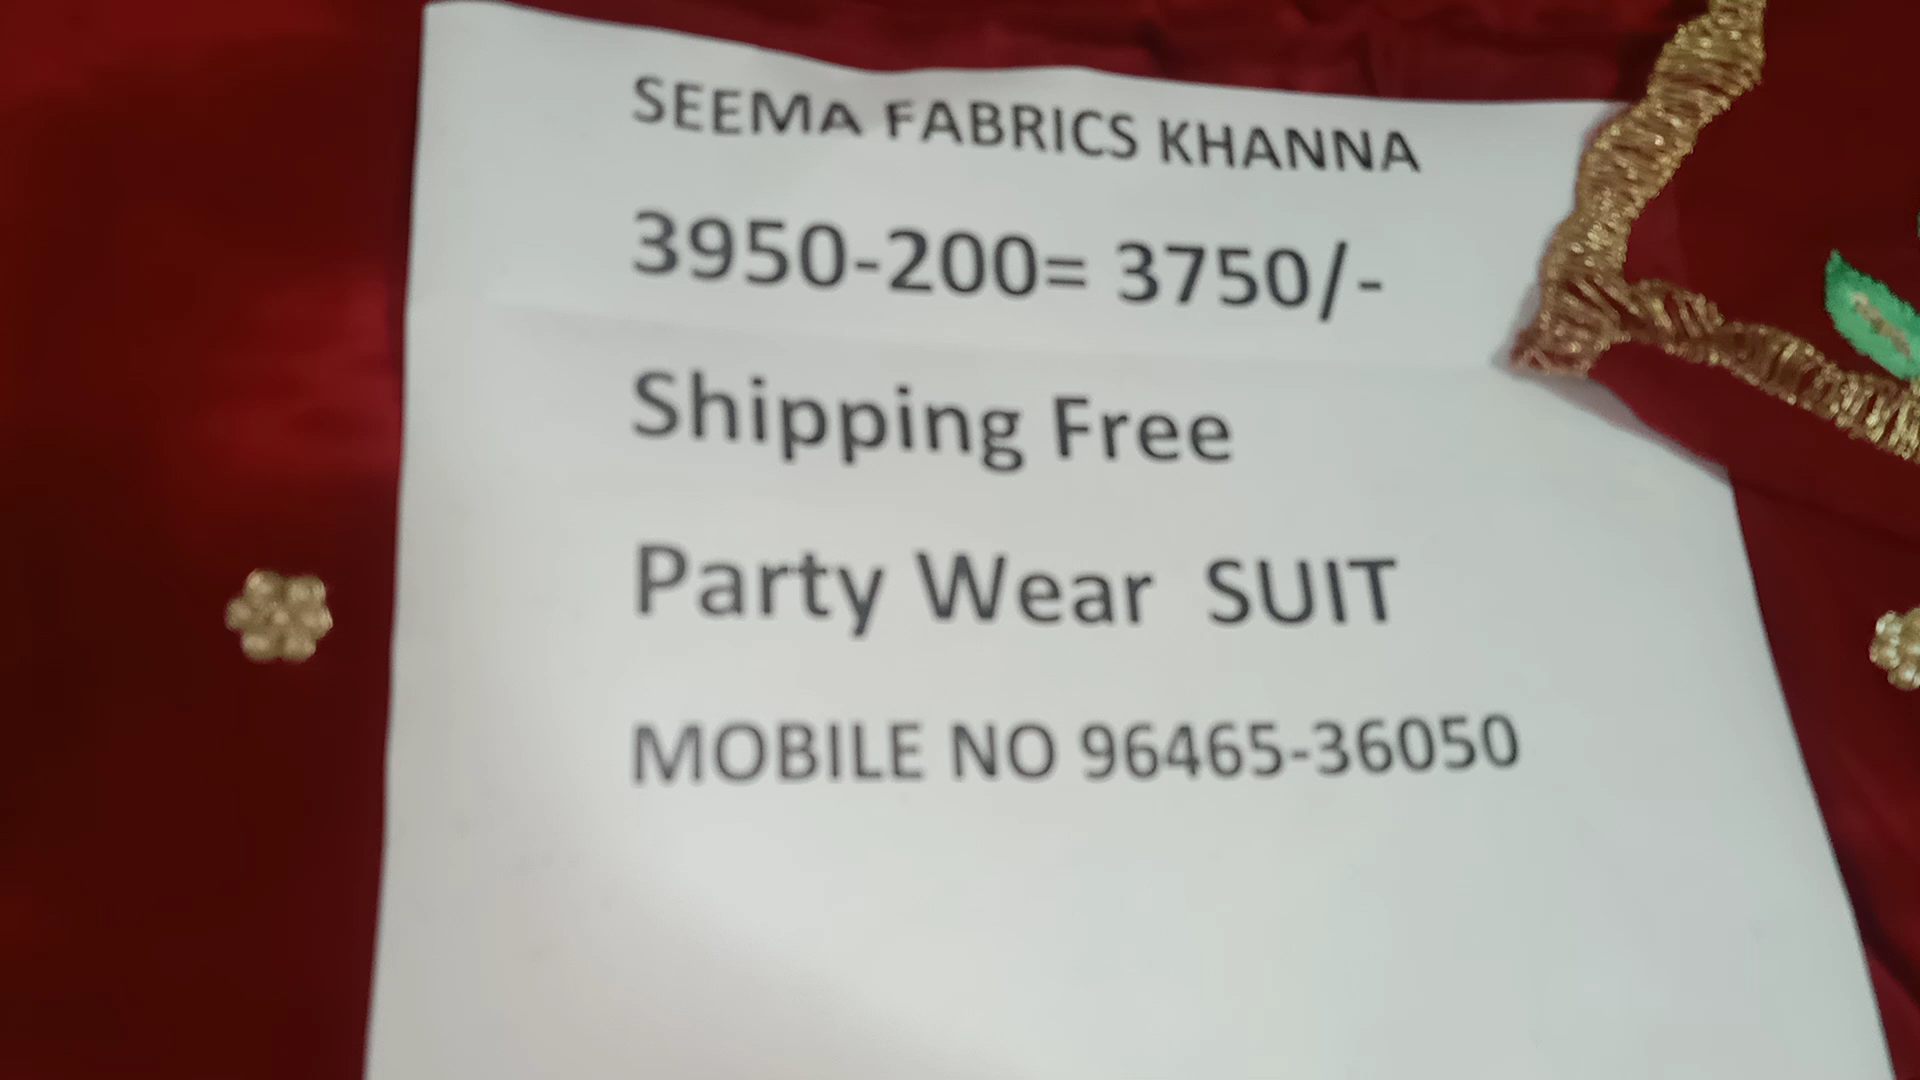 SEEMA FABRICS KHANNA
3950-200= 3750/-
Shipping Free
Party Wear SUIT
MOBILE NO 96465-36050